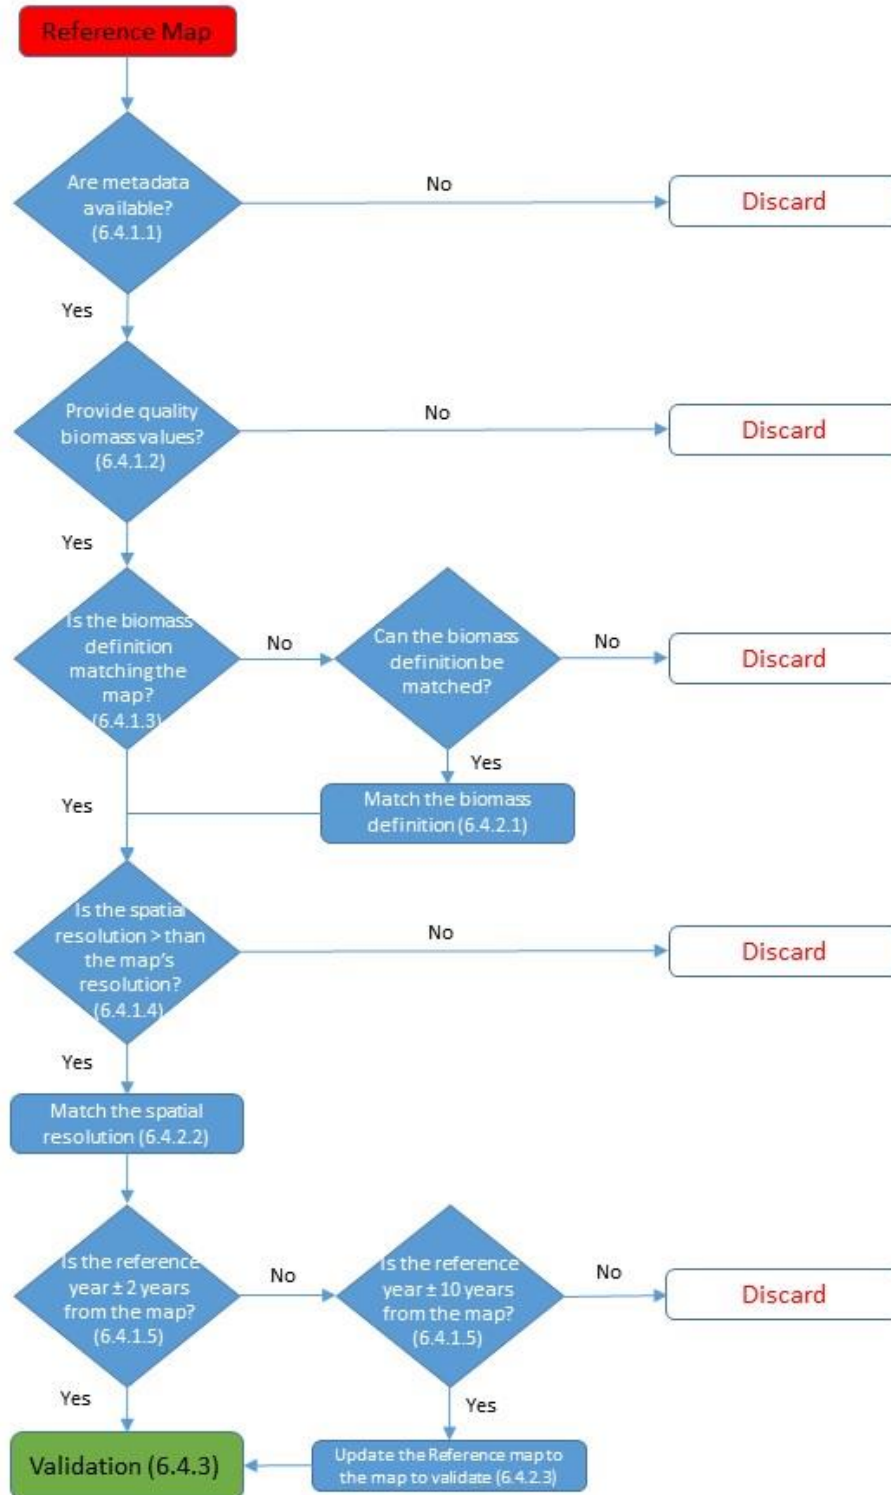 Reference Map
Are metadata
available?
(6.4.1.1)
No
Discard
Yes
Provide quality
biomass values?
(6.4.1.2)
No
Discard
Yes
Is the biomass
definition
matching the
map?
(6.4.1.3)
No
Can the biomass
definition be
matched?
No
Discard
Yes
Yes
Match the biomass
definition (6.4.2.1)
Is the spatial
resolution > than
the map's
resolution?
(6.4.1.4)
No
Discard
Yes
Match the spatial
resolution (6.4.2.2)
Is the reference
year ± 2 years
from the map?
(6.4.1.5)
No
Is the reference
year ± 10 years
from the map?
(6.4.1.5)
No
Discard
Yes
Yes
Validation (6.4.3)
Update the Reference map to
the map to validate (6.4.2.3)